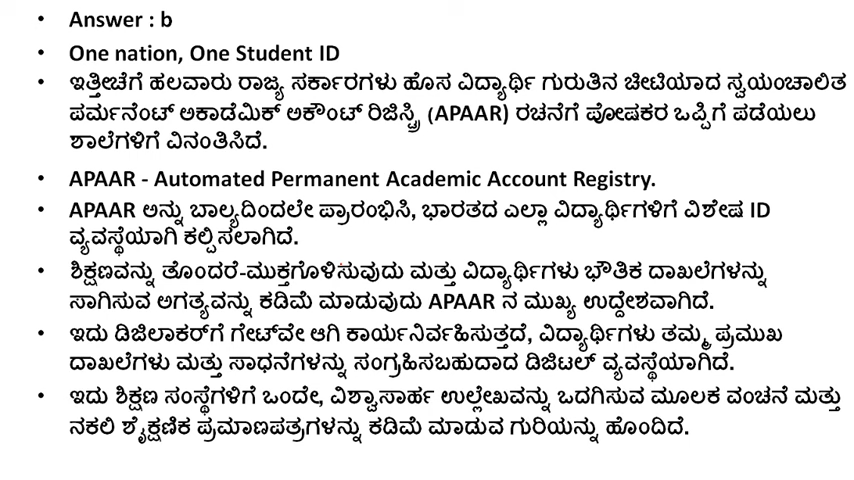 • Answer : b
• One nation, One Student ID
• ಇತ್ತೀಚೆಗೆ ಹಲವಾರು ರಾಜ್ಯ ಸರ್ಕಾರಗಳು ಹೊಸ ವಿದ್ಯಾರ್ಥಿ ಗುರುತಿನ ಚೀಟಿಯಾದ ಸ್ವಯಂಚಾಲಿತ
ಪರ್ಮನೆಂಟ್ ಅಕಾಡೆಮಿಕ್ ಅಕೌಂಟ್ ರಿಜಿಸ್ಟ್ರಿ (APAAR) ರಚನೆಗೆ ಪೋಷಕರ ಒಪ್ಪಿಗೆ ಪಡೆಯಲು
ಶಾಲೆಗಳಿಗೆ ವಿನಂತಿಸಿದೆ.
• APAAR - Automated Permanent Academic Account Registry.
• APAAR ಅನ್ನು ಬಾಲ್ಯದಿಂದಲೇ ಪ್ರಾರಂಭಿಸಿ, ಭಾರತದ ಎಲ್ಲಾ ವಿದ್ಯಾರ್ಥಿಗಳಿಗೆ ವಿಶೇಷ ID
ವ್ಯವಸ್ಥೆಯಾಗಿ ಕಲ್ಪಿಸಲಾಗಿದೆ.
• ಶಿಕ್ಷಣವನ್ನು ತೊಂದರೆ-ಮುಕ್ತಗೊಳಿಸುವುದು ಮತ್ತು ವಿದ್ಯಾರ್ಥಿಗಳು ಭೌತಿಕ ದಾಖಲೆಗಳನ್ನು
ಸಾಗಿಸುವ ಅಗತ್ಯವನ್ನು ಕಡಿಮೆ ಮಾಡುವುದು APAAR ನ ಮುಖ್ಯ ಉದ್ದೇಶವಾಗಿದೆ.
• ಇದು ಡಿಜಿಲಾಕರ್‌ಗೆ ಗೇಟ್‌ವೇ ಆಗಿ ಕಾರ್ಯನಿರ್ವಹಿಸುತ್ತದೆ, ವಿದ್ಯಾರ್ಥಿಗಳು ತಮ್ಮ ಪ್ರಮುಖ
ದಾಖಲೆಗಳು ಮತ್ತು ಸಾಧನೆಗಳನ್ನು ಸಂಗ್ರಹಿಸಬಹುದಾದ ಡಿಜಿಟಲ್ ವ್ಯವಸ್ಥೆಯಾಗಿದೆ.
• ಇದು ಶಿಕ್ಷಣ ಸಂಸ್ಥೆಗಳಿಗೆ ಒಂದೇ, ವಿಶ್ವಾಸಾರ್ಹ ಉಲ್ಲೇಖವನ್ನು ಒದಗಿಸುವ ಮೂಲಕ ವಂಚನೆ ಮತ್ತು
ನಕಲಿ ಶೈಕ್ಷಣಿಕ ಪ್ರಮಾಣಪತ್ರಗಳನ್ನು ಕಡಿಮೆ ಮಾಡುವ ಗುರಿಯನ್ನು ಹೊಂದಿದೆ.